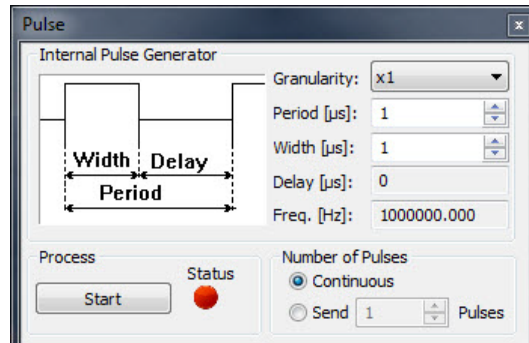 Pulse
x
Internal Pulse Generator
Width
Delay
Period
Granularity: x1
Period [µs]: 1
Width [µs]: 1
Delay [µs]: 0
Freq. [Hz]: 1000000.000
Process
Start
Status
Number of Pulses
Continuous
Send 1 Pulses